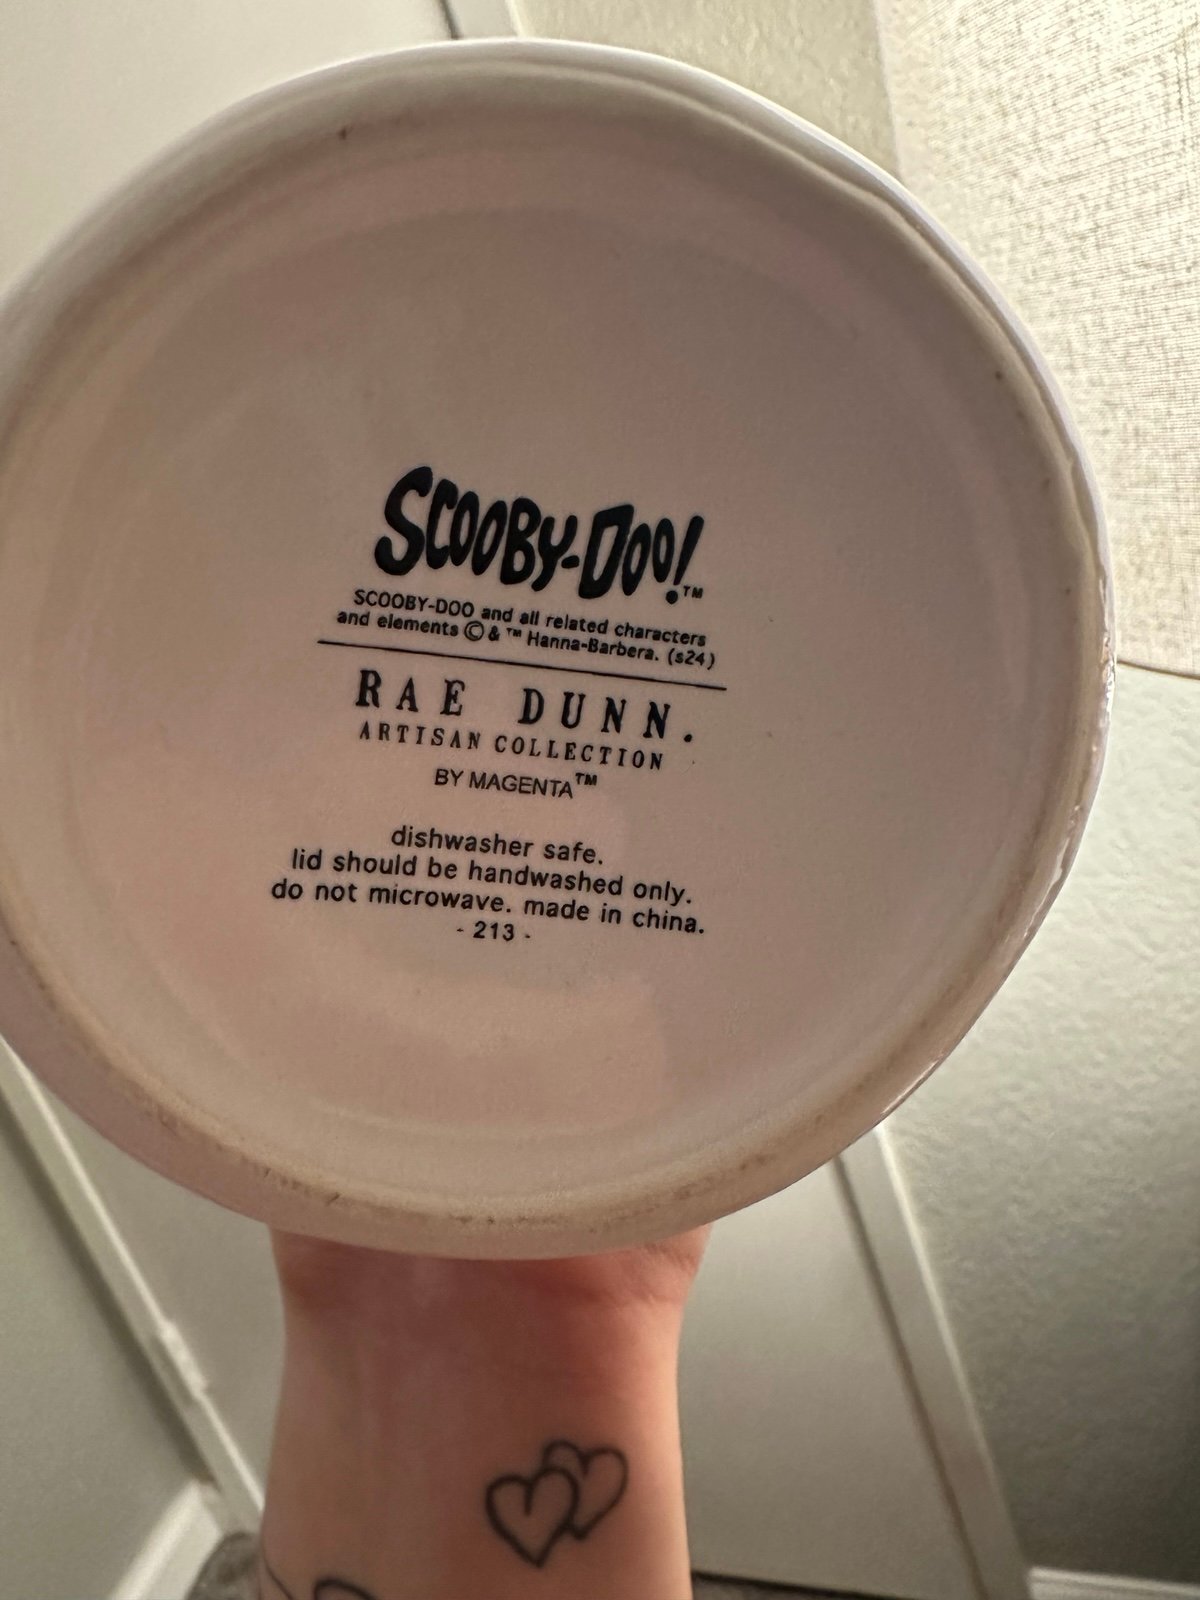 SCOOBY-DOO!™
SCOOBY-DOO and all related characters
and elements © & ™ Hanna-Barbera. (s24)
RAE DUNN.
ARTISAN COLLECTION
BY MAGENTA™
dishwasher safe.
lid should be handwashed only.
do not microwave. made in china.
- 213 -